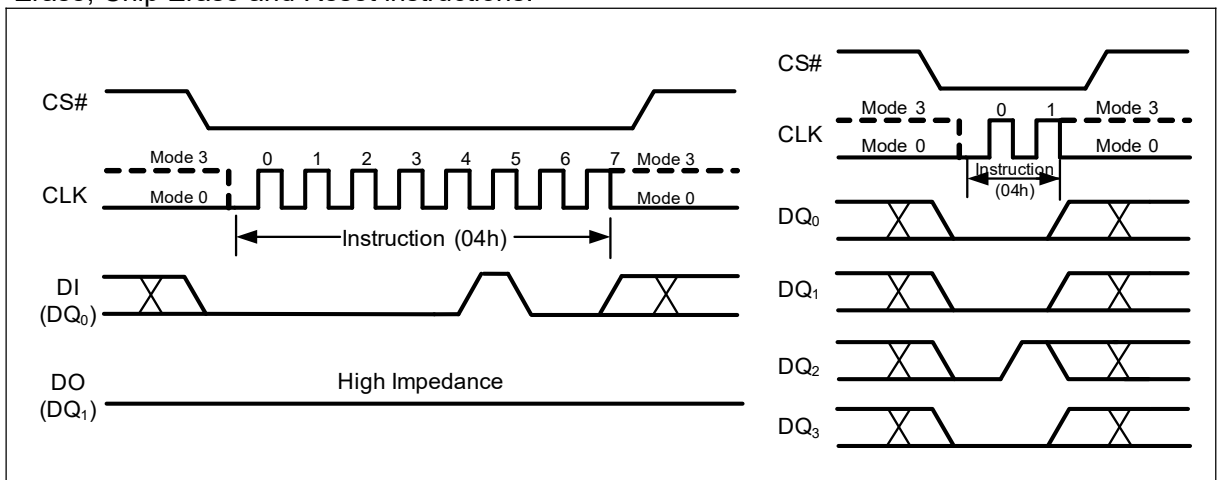 Erase, Chip Erase and Reset instructions.
CS#
Mode 3
0 1 2 3 4 5 6 7
Mode 3
CLK
Mode 0
Mode 0
Instruction (04h)
DI
(DQ0)
DO
(DQ1)
High Impedance
CS#
Mode 3
0 1
Mode 3
CLK
Mode 0
Mode 0
Instruction
(04h)
DQ0
DQ1
DQ2
DQ3